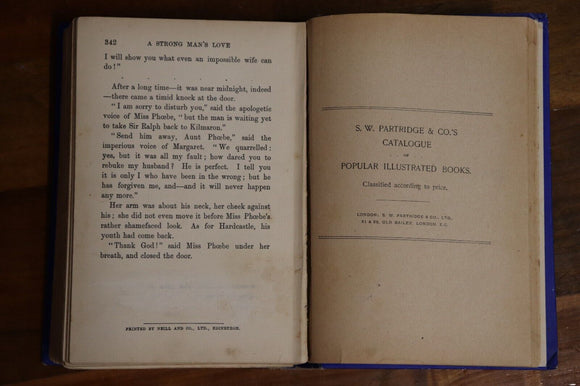 342 A STRONG MAN'S LOVE
I will show you what even an impossible wife can
do!"
. . . . . .
After a long time—it was near midnight, indeed
—there came a timid knock at the door.
"I am sorry to disturb you," said the apologetic
voice of Miss Phœbe, "but the man is waiting yet
to take Sir Ralph back to Kilmaron."
"Send him away, Aunt Phœbe," said the
imperious voice of Margaret. "We quarrelled:
yes, but it was all my fault; how dared you to
rebuke my husband? He is perfect. I tell you
it is only I who have been in the wrong; but he
has forgiven me, and—and it will never happen
any more."
Her arm was about his neck, her cheek against
his; she did not even move it before Miss Phœbe's
rather shamefaced look. As for Hardcastle, his
youth had come back.
"Thank God!" said Miss Phœbe under her
breath, and closed the door.
PRINTED BY NEILL AND CO., LTD., EDINBURGH.
S. W. PARTRIDGE & CO.'S
CATALOGUE
OF
POPULAR ILLUSTRATED BOOKS.
Classified according to price.
LONDON: S. W. PARTRIDGE & CO., LTD.,
21 & 22, OLD BAILEY, LONDON, E.C.